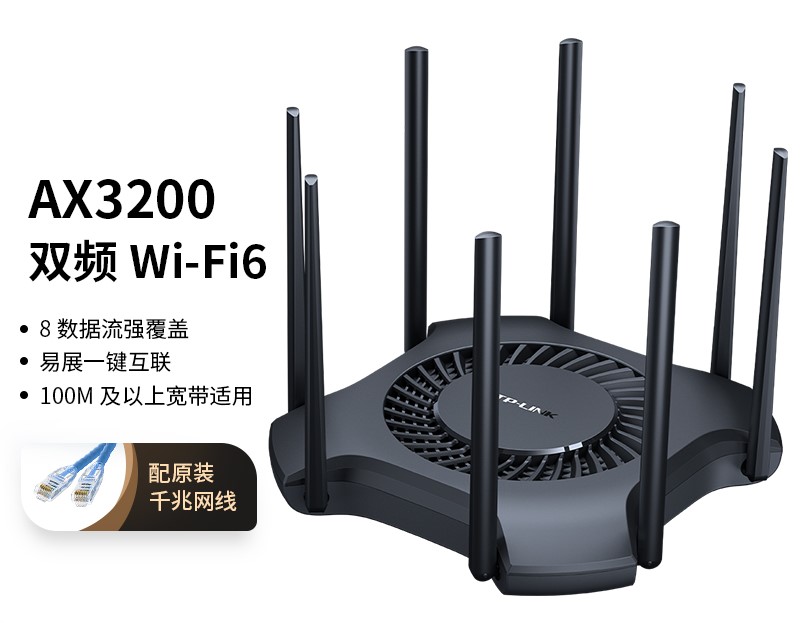 AX3200
双频 Wi-Fi6
8 数据流强覆盖
易展一键互联
100M 及以上宽带适用
配原装
千兆网线
TP-LINK